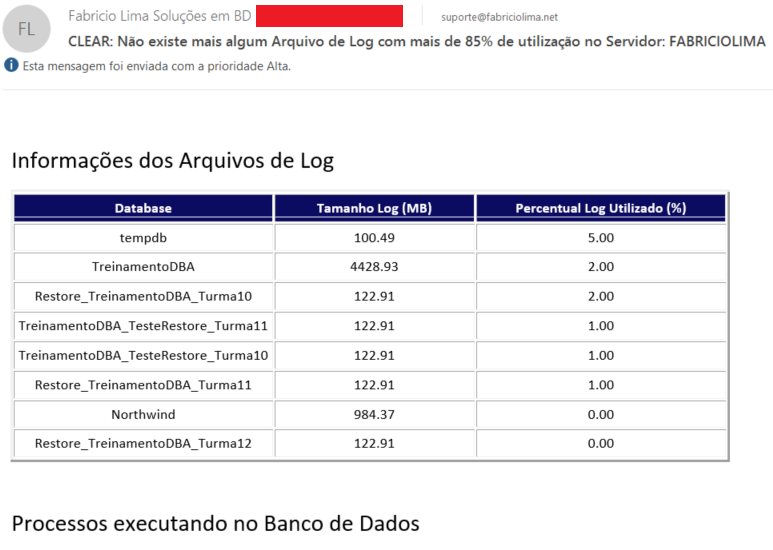 FL
Fabricio Lima Soluções em BD
suporte@fabriciolima.net
CLEAR: Não existe mais algum Arquivo de Log com mais de 85% de utilização no Servidor: FABRICIOLIMA
i Esta mensagem foi enviada com a prioridade Alta.
Informações dos Arquivos de Log
Database Tamanho Log (MB) Percentual Log Utilizado (%)
tempdb 100.49 5.00
TreinamentoDBA 4428.93 2.00
Restore_TreinamentoDBA_Turma10 122.91 2.00
TreinamentoDBA_TesteRestore_Turma11 122.91 1.00
TreinamentoDBA_TesteRestore_Turma10 122.91 1.00
Restore_TreinamentoDBA_Turma11 122.91 1.00
Northwind 984.37 0.00
Restore_TreinamentoDBA_Turma12 122.91 0.00
Processos executando no Banco de Dados